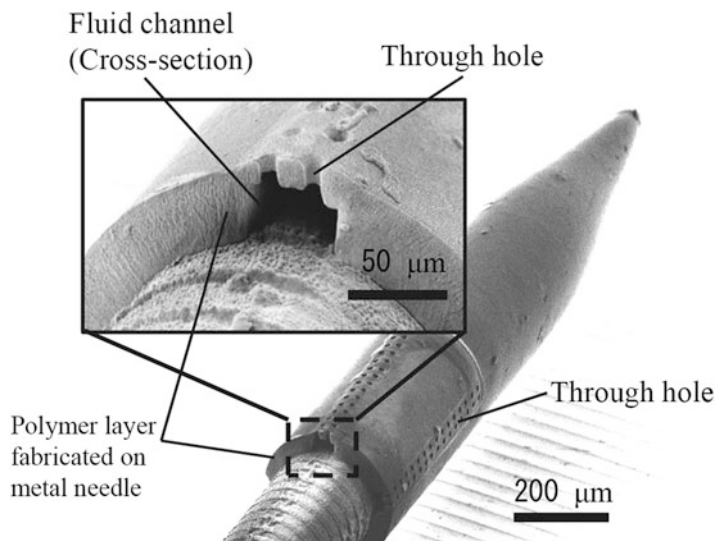 Fluid channel
(Cross-section)
Through hole
50 μm
Through hole
Polymer layer
fabricated on
metal needle
200 μm